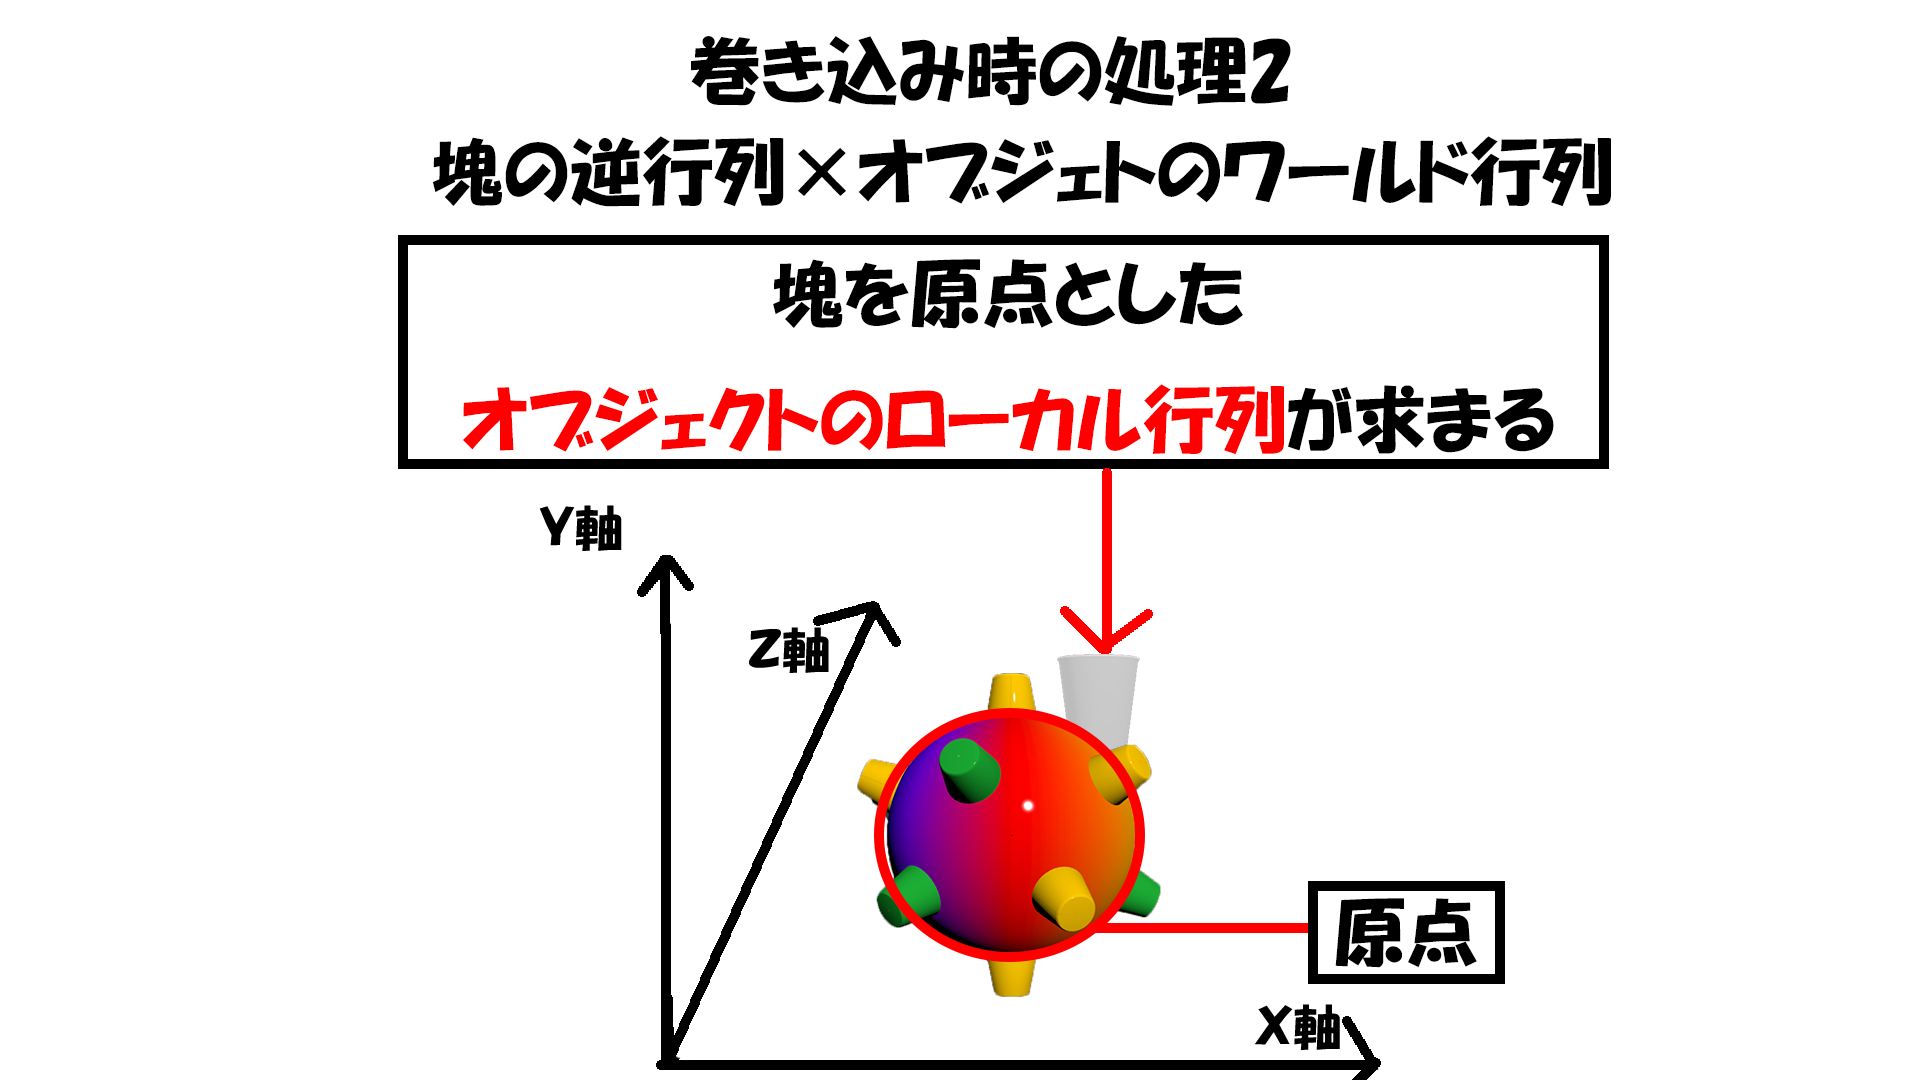 巻き込み時の処理2
塊の逆行列×オブジェトのワールド行列
塊を原点とした
オブジェクトのローカル行列が求まる
Y軸
Z軸
原点
X軸